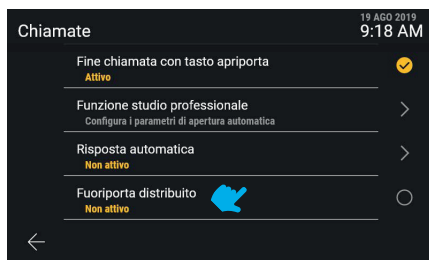 19 AGO 2019
Chiamate 9:18 AM
Fine chiamata con tasto apriporta
Attivo
Funzione studio professionale
Configura i parametri di apertura automatica
Risposta automatica
Non attivo
Fuoriporta distribuito
Non attivo